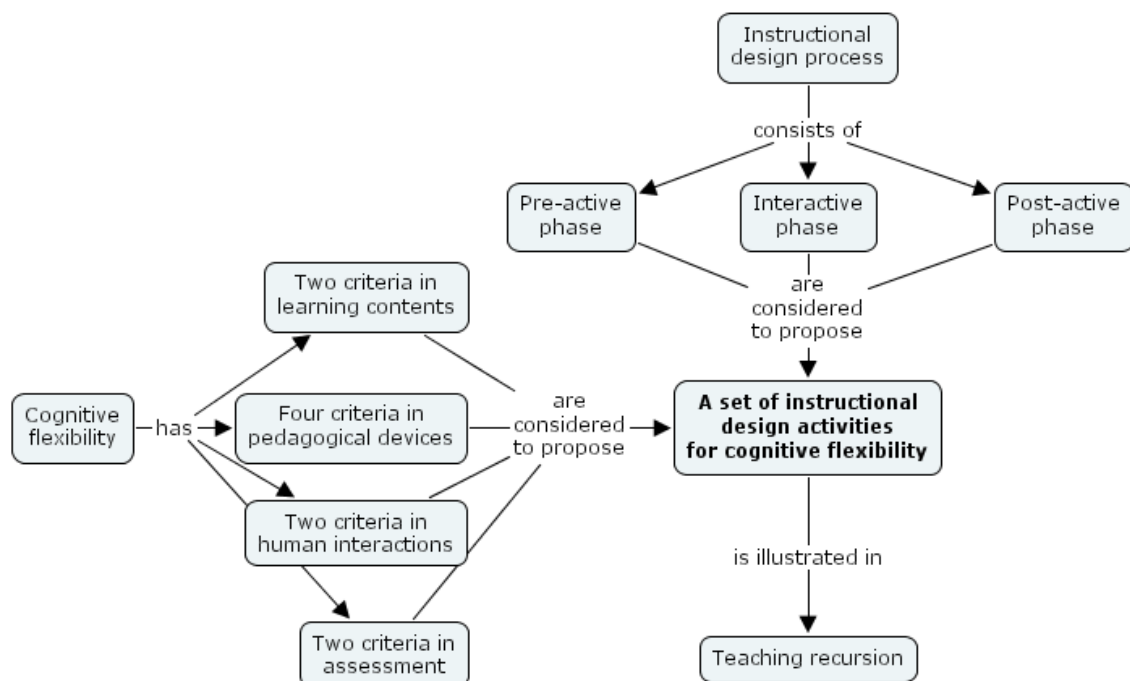 Instructional
design process
consists of
Pre-active
phase
Interactive
phase
Post-active
phase
are
considered
to propose
Two criteria in
learning contents
Cognitive
flexibility
has
Four criteria in
pedagogical devices
are
considered
to propose
A set of instructional
design activities
for cognitive flexibility
Two criteria in
human interactions
is illustrated in
Two criteria in
assessment
Teaching recursion